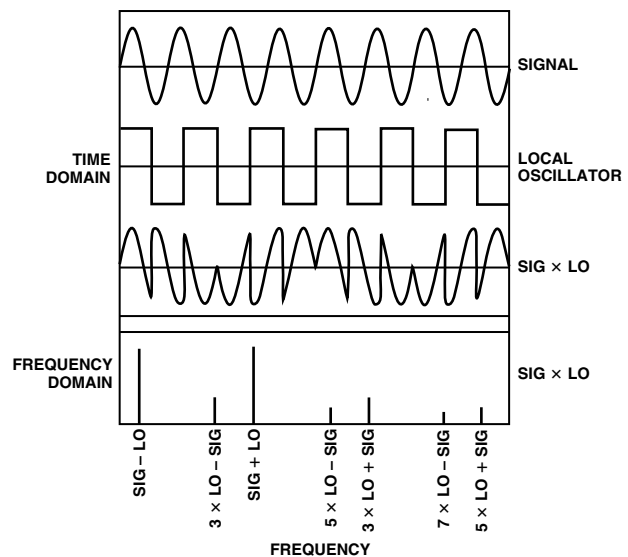 SIGNAL
TIME
DOMAIN
LOCAL
OSCILLATOR
SIG × LO
FREQUENCY
DOMAIN
SIG × LO
SIG – LO
3 × LO – SIG
SIG + LO
5 × LO – SIG
3 × LO + SIG
7 × LO – SIG
5 × LO + SIG
FREQUENCY